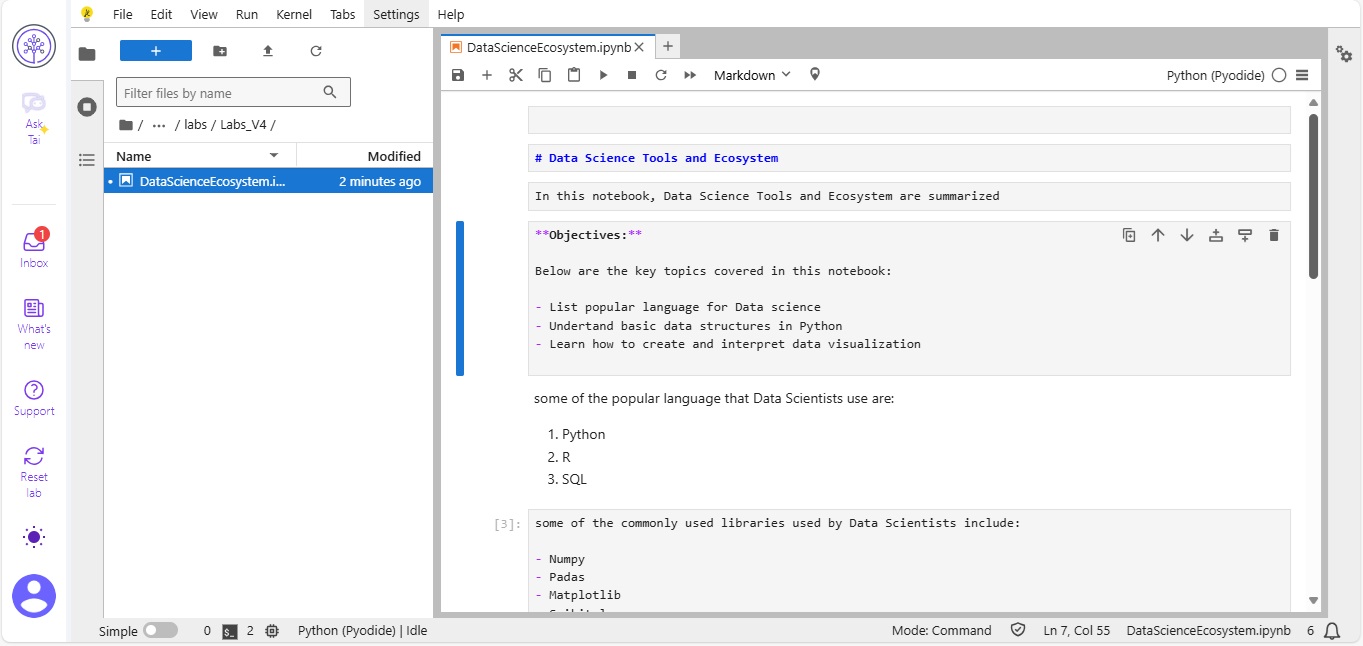 File Edit View Run Kernel Tabs Settings Help
Ask
Tai
1
Inbox
What's
new
Support
Reset
lab
+
Filter files by name
/ ... / labs / Labs_V4 /
Name Modified
DataScienceEcosystem.i... 2 minutes ago
DataScienceEcosystem.ipynb
Markdown
Python (Pyodide)
# Data Science Tools and Ecosystem
In this notebook, Data Science Tools and Ecosystem are summarized
**Objectives:**
Below are the key topics covered in this notebook:
- List popular language for Data science
- Undertand basic data structures in Python
- Learn how to create and interpret data visualization
some of the popular language that Data Scientists use are:
1. Python
2. R
3. SQL
[3]: some of the commonly used libraries used by Data Scientists include:
- Numpy
- Padas
- Matplotlib
Simple 0 $_ 2 Python (Pyodide) | Idle Mode: Command Ln 7, Col 55 DataScienceEcosystem.ipynb 6